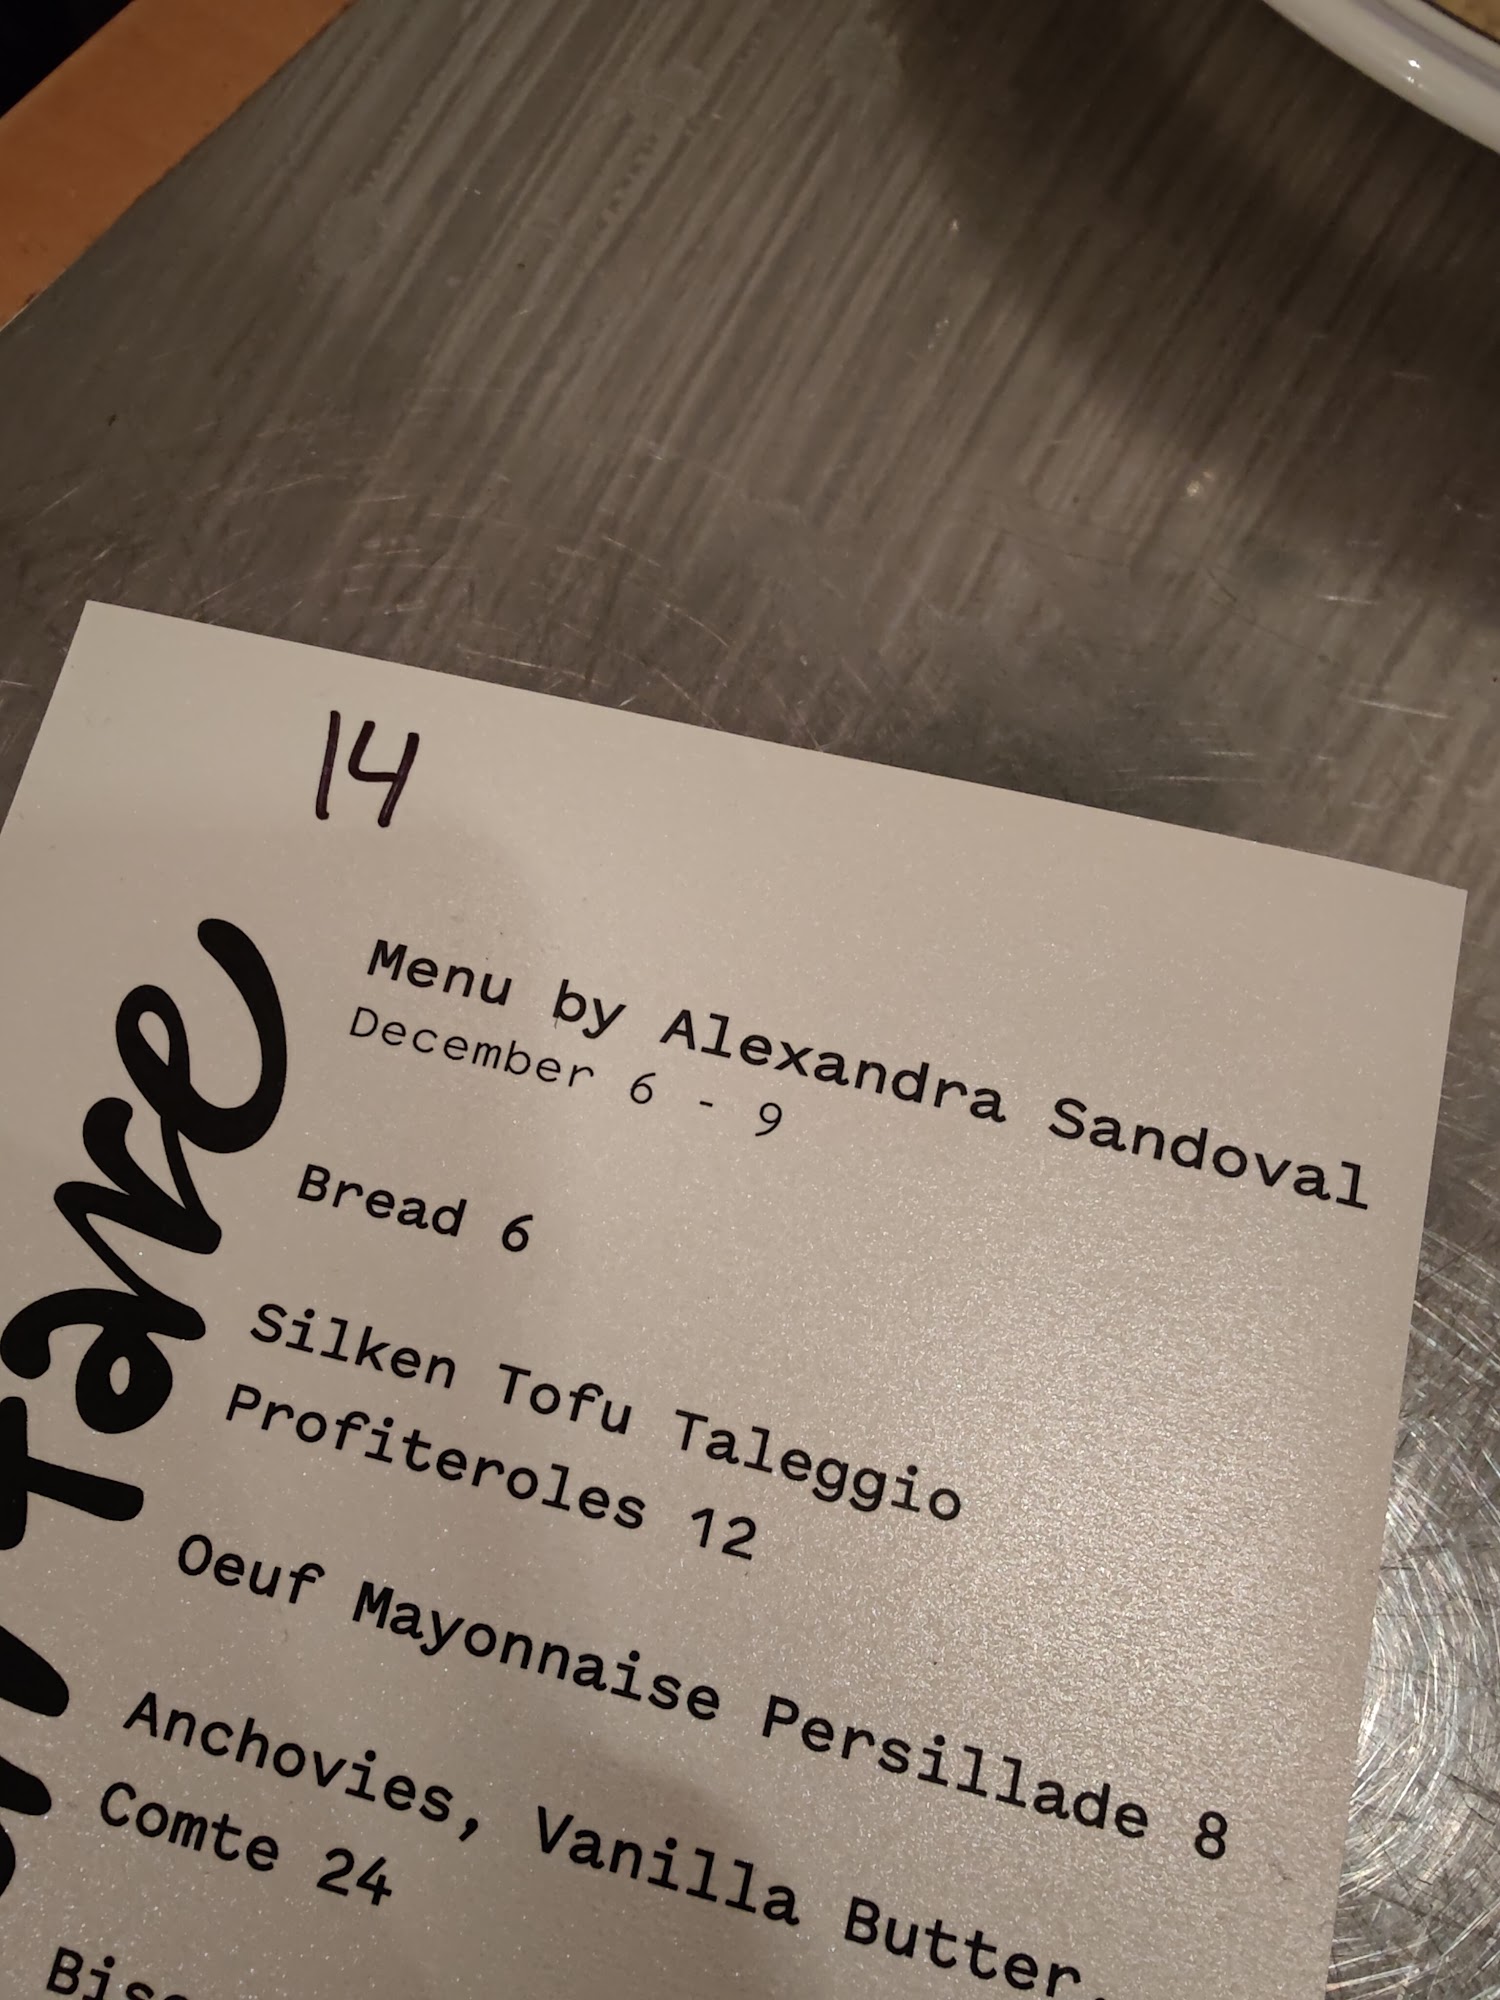 14
Menu by Alexandra Sandoval
December 6 - 9
Bread 6
Silken Tofu Taleggio
Profiteroles 12
Oeuf Mayonnaise Persillade 8
Anchovies, Vanilla Butter,
Comte 24